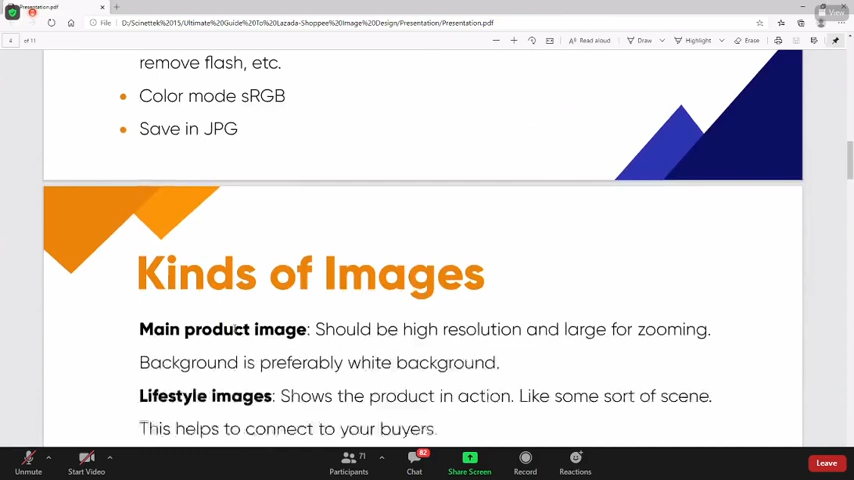 Presentation.pdf
View
File
D:/Scinettek%2015/Ultimate%20Guide%20To%20Lazada-Shoppee%20Image%20Design/Presentation/Presentation.pdf
4 of 11
Read aloud
Draw
Highlight
Erase
remove flash, etc.
• Color mode sRGB
• Save in JPG
Kinds of Images
Main product image: Should be high resolution and large for zooming.
Background is preferably white background.
Lifestyle images: Shows the product in action. Like some sort of scene.
This helps to connect to your buyers.
71
82
Unmute
Start Video
Participants
Chat
Share Screen
Record
Reactions
Leave